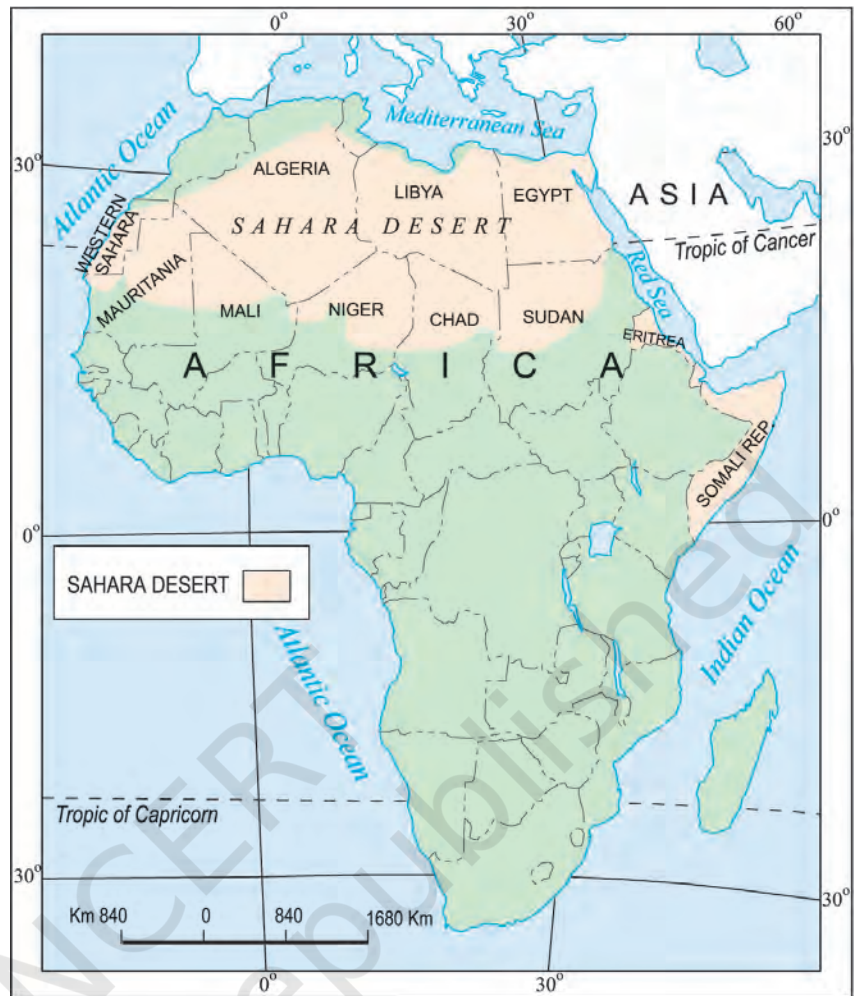 0° 30° 60°
Atlantic Ocean
Mediterranean Sea
30° 30°
ALGERIA
LIBYA
EGYPT
ASIA
WESTERN
SAHARA
SAHARA DESERT
Tropic of Cancer
Red Sea
MAURITANIA
MALI
NIGER
CHAD
SUDAN
ERITREA
AFRICA
SOMALI REP.
0° 0°
SAHARA DESERT
Atlantic Ocean
Indian Ocean
Tropic of Capricorn
30° 30°
Km 840 0 840 1680 Km
0° 30°
NCERT
republished